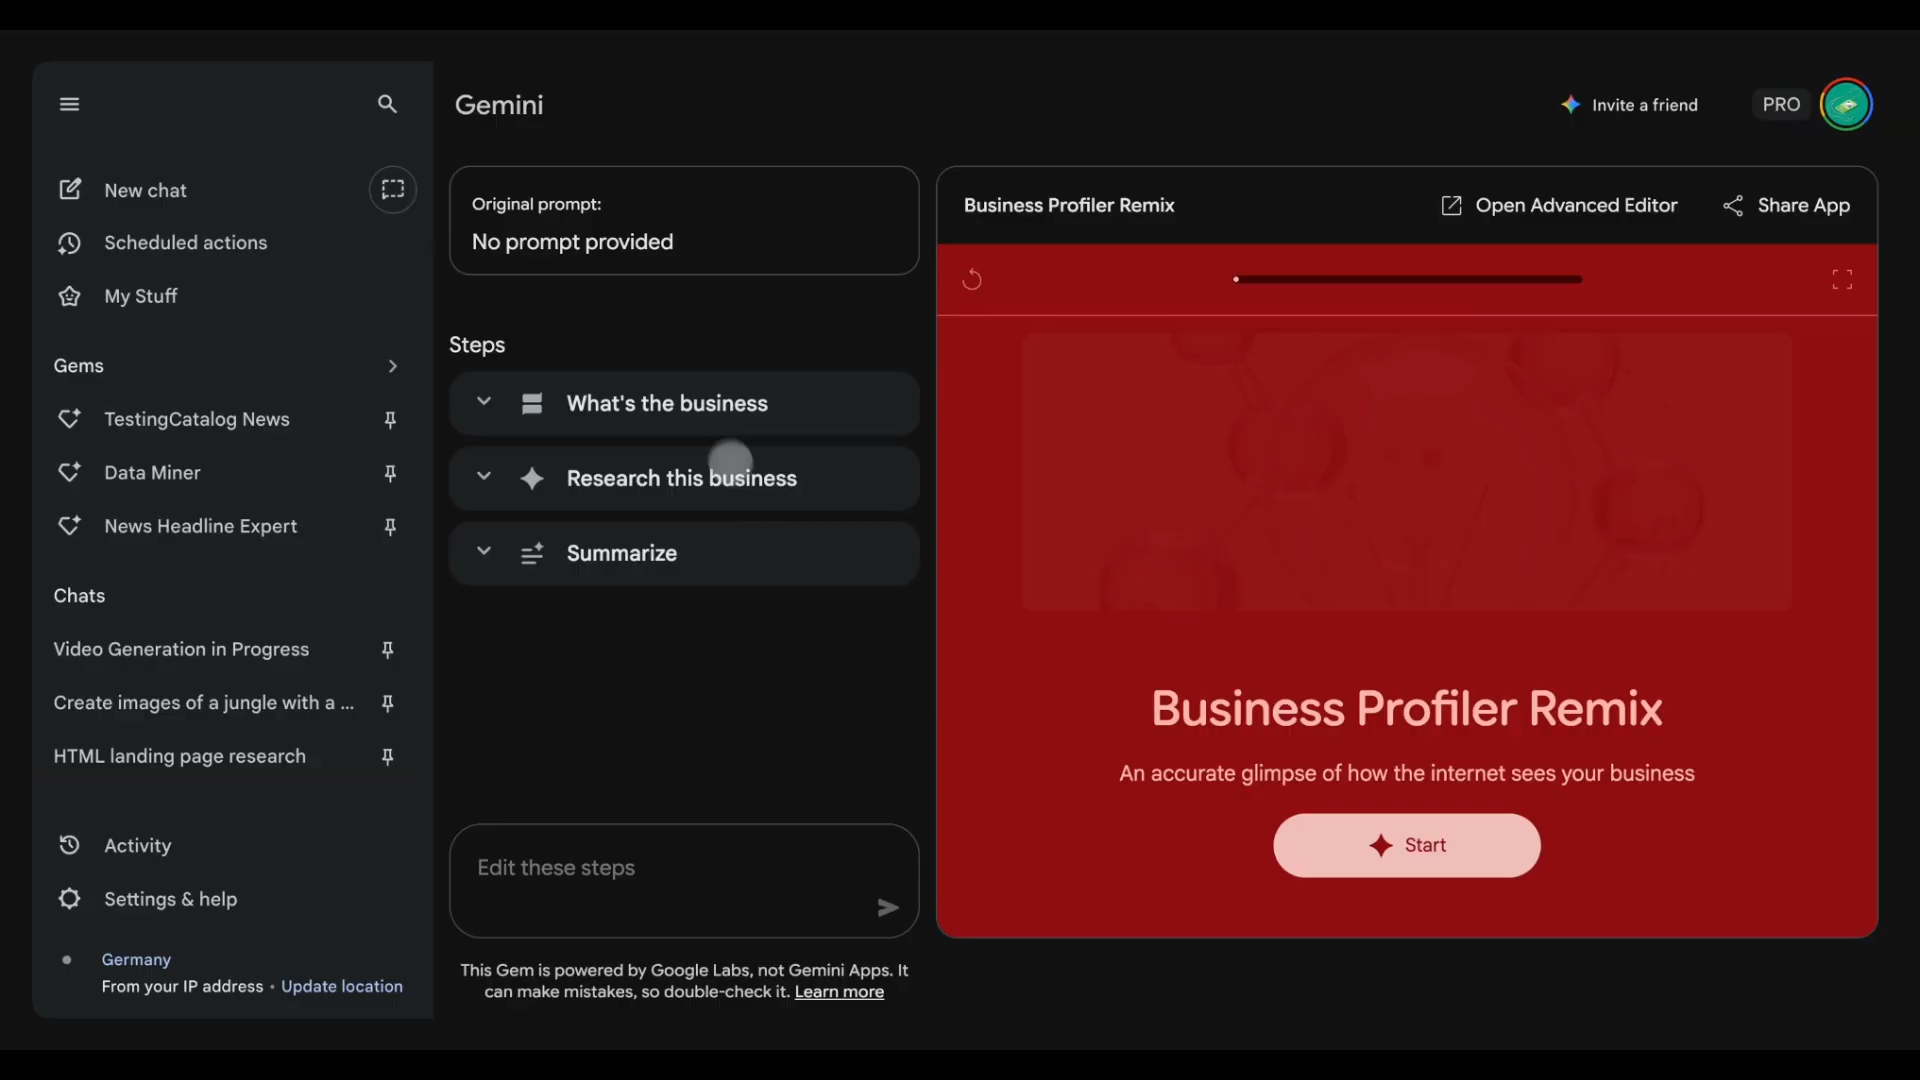 Gemini
Invite a friend
PRO
New chat
Scheduled actions
My Stuff
Gems
TestingCatalog News
Data Miner
News Headline Expert
Chats
Video Generation in Progress
Create images of a jungle with a ...
HTML landing page research
Activity
Settings & help
Germany
From your IP address • Update location
Original prompt:
No prompt provided
Steps
What's the business
Research this business
Summarize
Edit these steps
This Gem is powered by Google Labs, not Gemini Apps. It
can make mistakes, so double-check it. Learn more
Business Profiler Remix
Open Advanced Editor
Share App
Business Profiler Remix
An accurate glimpse of how the internet sees your business
Start